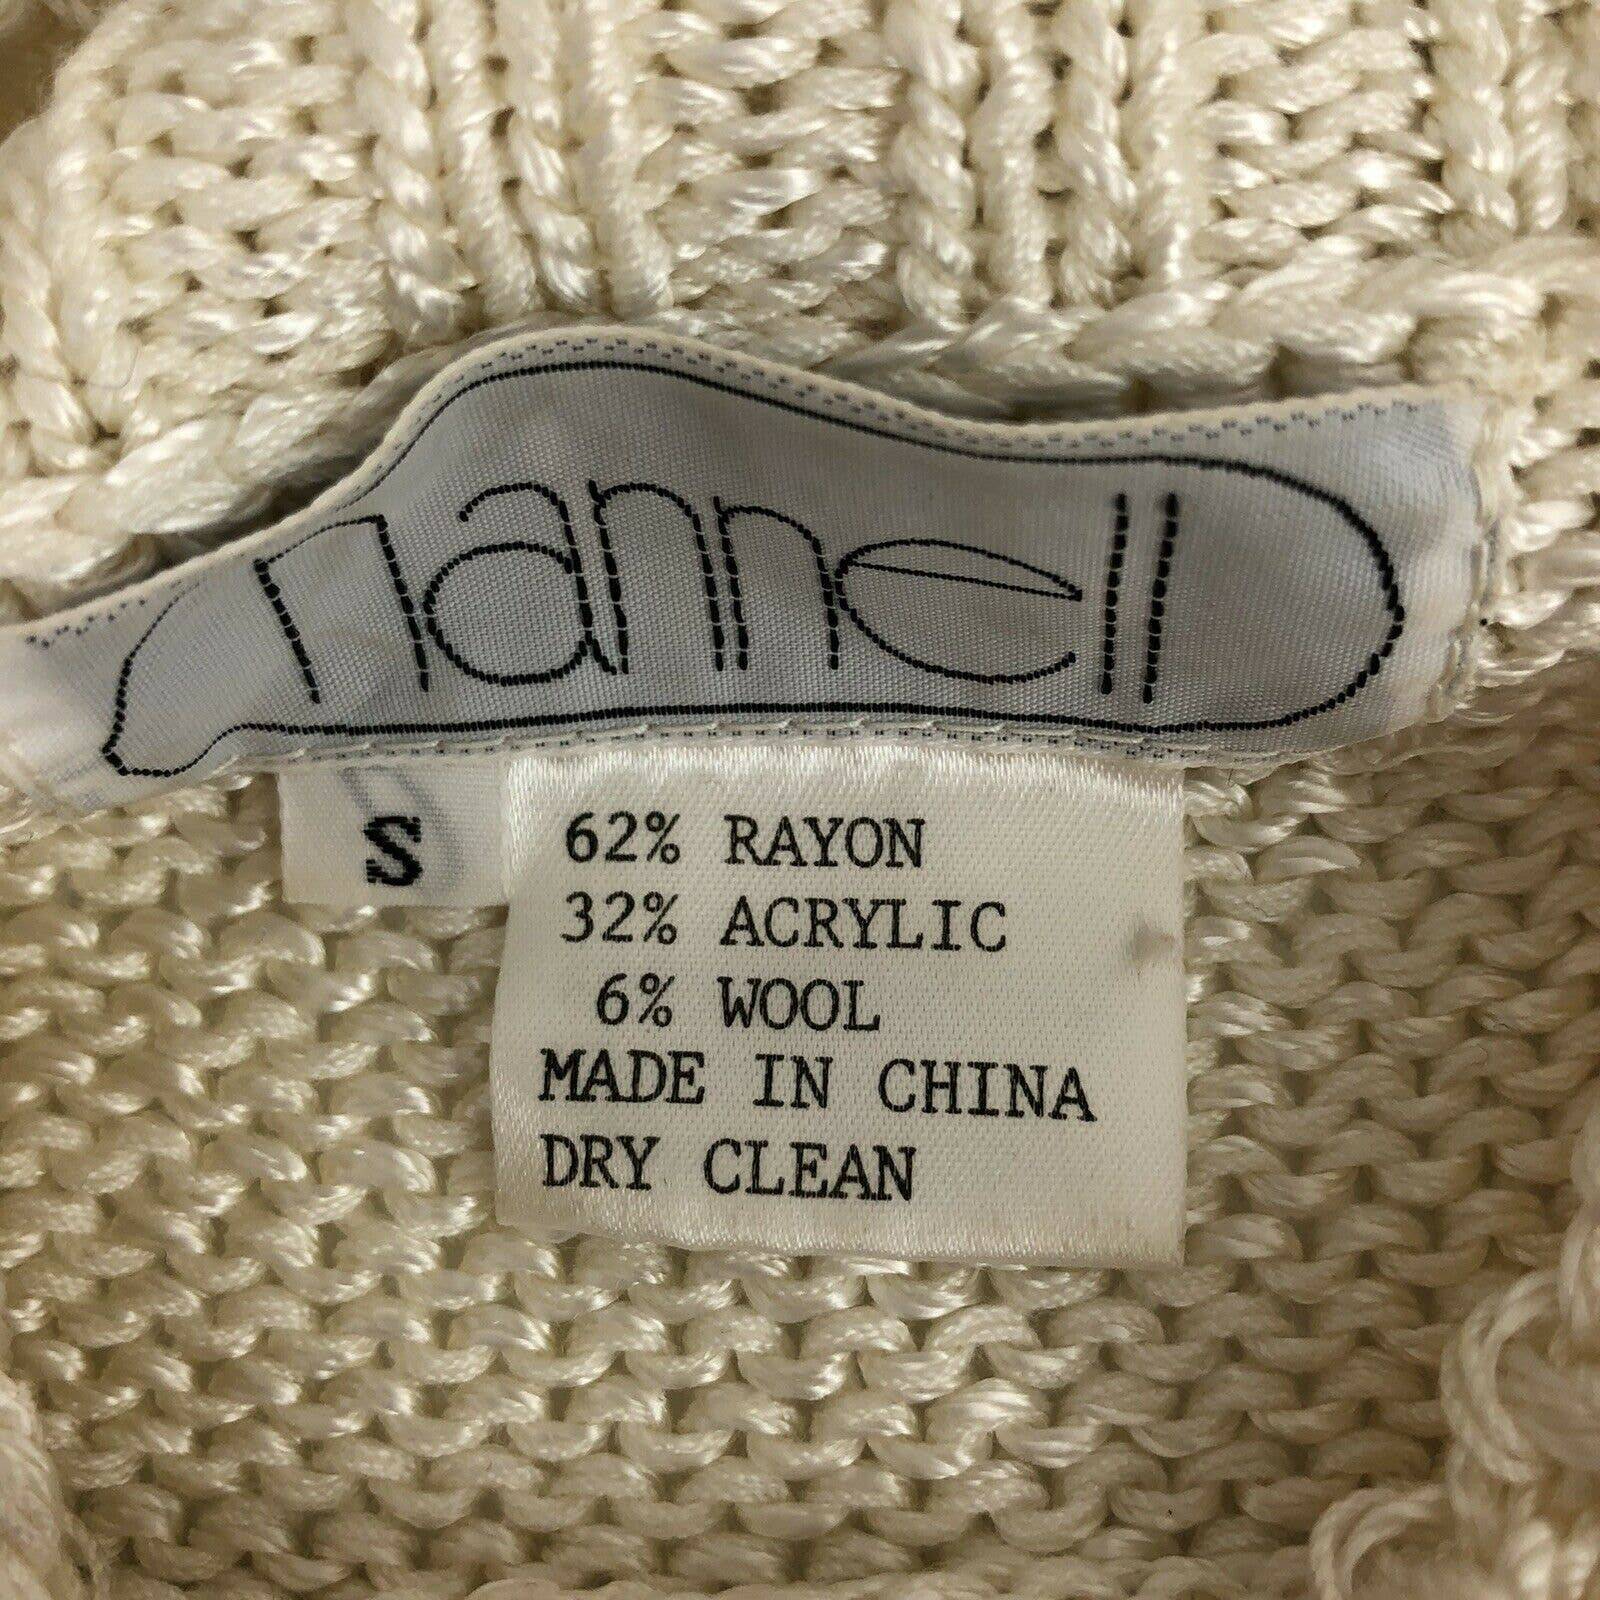 nannell
S
62% RAYON
32% ACRYLIC
6% WOOL
MADE IN CHINA
DRY CLEAN